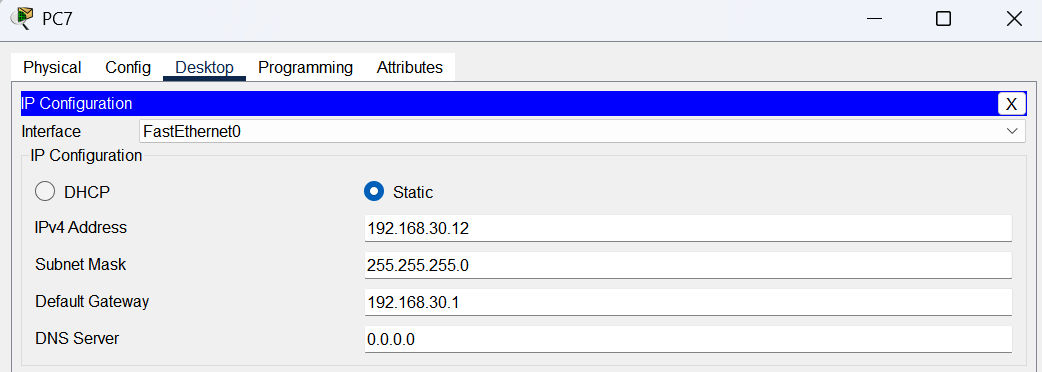 PC7
Physical Config Desktop Programming Attributes
IP Configuration X
Interface FastEthernet0
IP Configuration
DHCP Static
IPv4 Address 192.168.30.12
Subnet Mask 255.255.255.0
Default Gateway 192.168.30.1
DNS Server 0.0.0.0